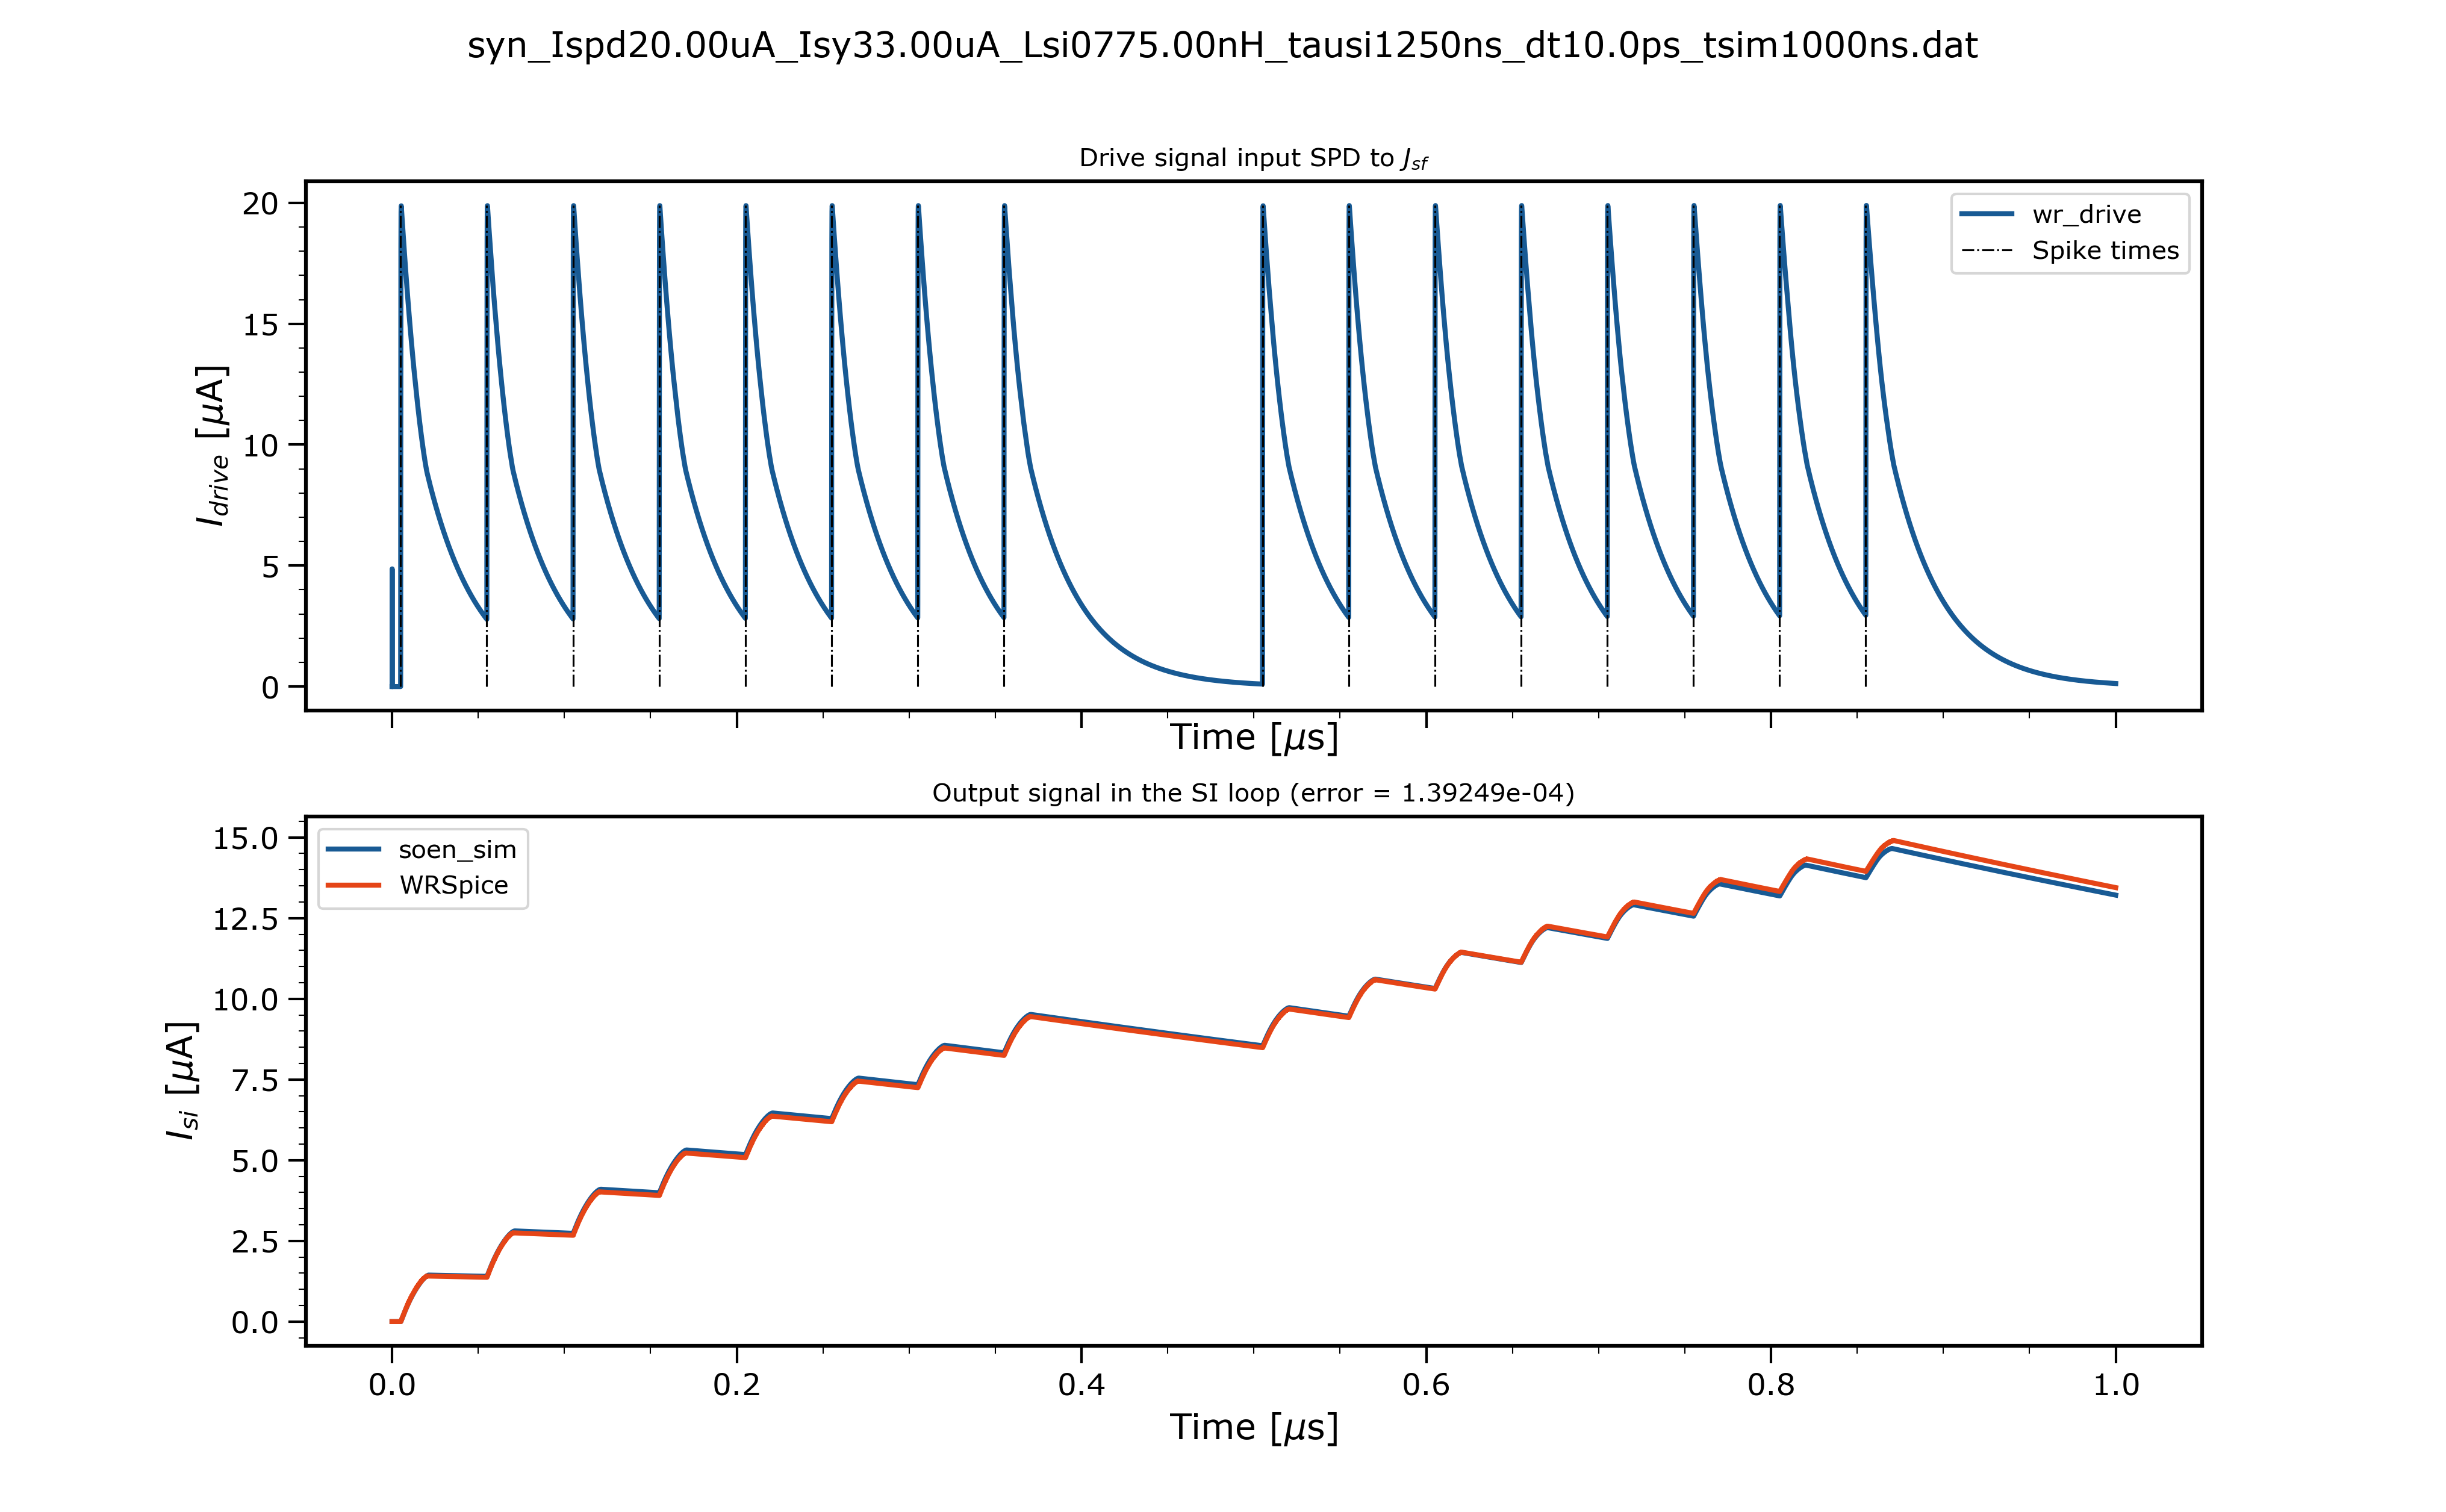 syn_Ispd20.00uA_Isy33.00uA_Lsi0775.00nH_tausi1250ns_dt10.0ps_tsim1000ns.dat
Drive signal input SPD to Jsf
20
15
10
5
0
Idrive [μA]
wr_drive
Spike times
Time [μs]
Output signal in the SI loop (error = 1.39249e-04)
15.0
12.5
10.0
7.5
5.0
2.5
0.0
Isi [μA]
soen_sim
WRSpice
0.0 0.2 0.4 0.6 0.8 1.0
Time [μs]